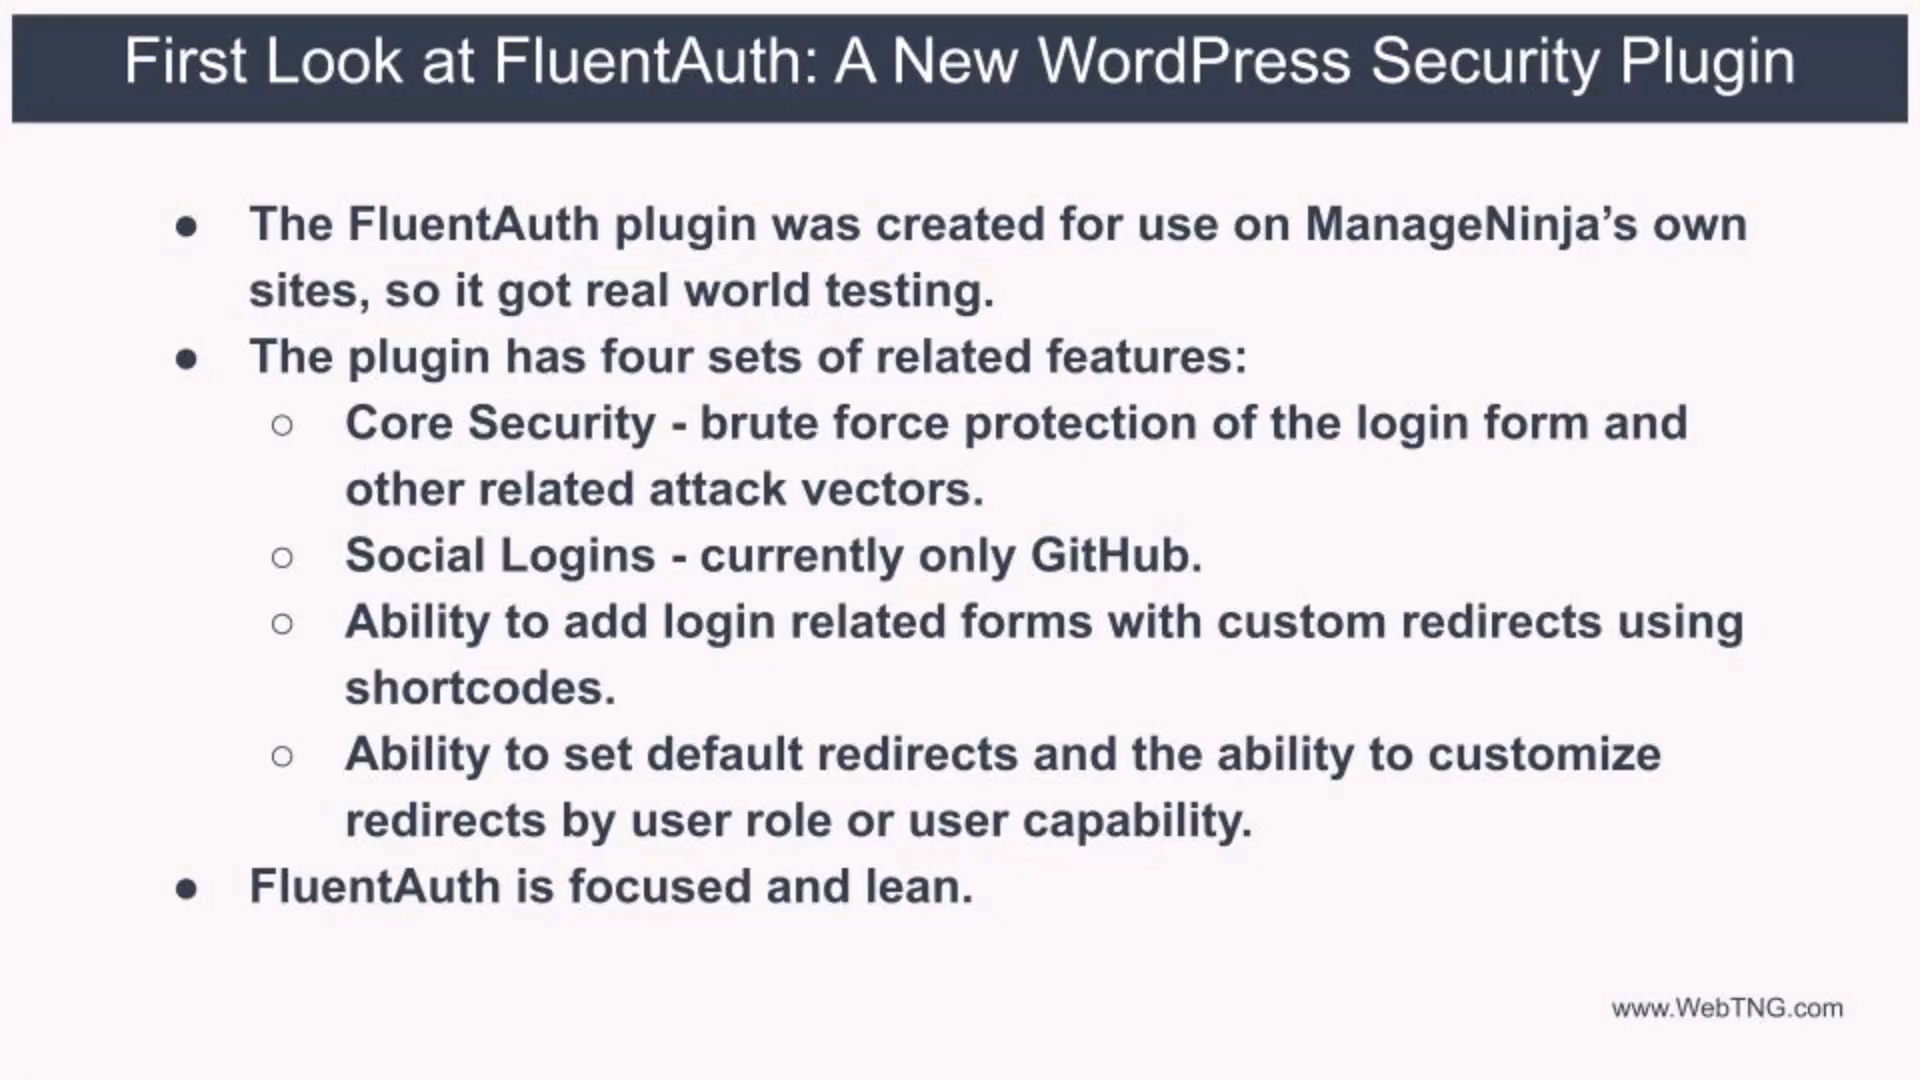 First Look at FluentAuth: A New WordPress Security Plugin
● The FluentAuth plugin was created for use on ManageNinja’s own
sites, so it got real world testing.
● The plugin has four sets of related features:
○ Core Security - brute force protection of the login form and
other related attack vectors.
○ Social Logins - currently only GitHub.
○ Ability to add login related forms with custom redirects using
shortcodes.
○ Ability to set default redirects and the ability to customize
redirects by user role or user capability.
● FluentAuth is focused and lean.
www.WebTNG.com